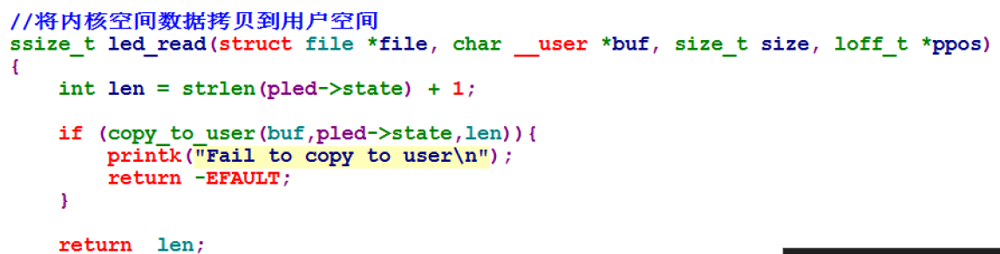 //将内核空间数据拷贝到用户空间
ssize_t led_read(struct file *file, char __user *buf, size_t size, loff_t *ppos)
{
    int len = strlen(pled->state) + 1;
    if (copy_to_user(buf,pled->state,len)){
        printk("Fail to copy to user\n");
        return -EFAULT;
    }
    return  len;